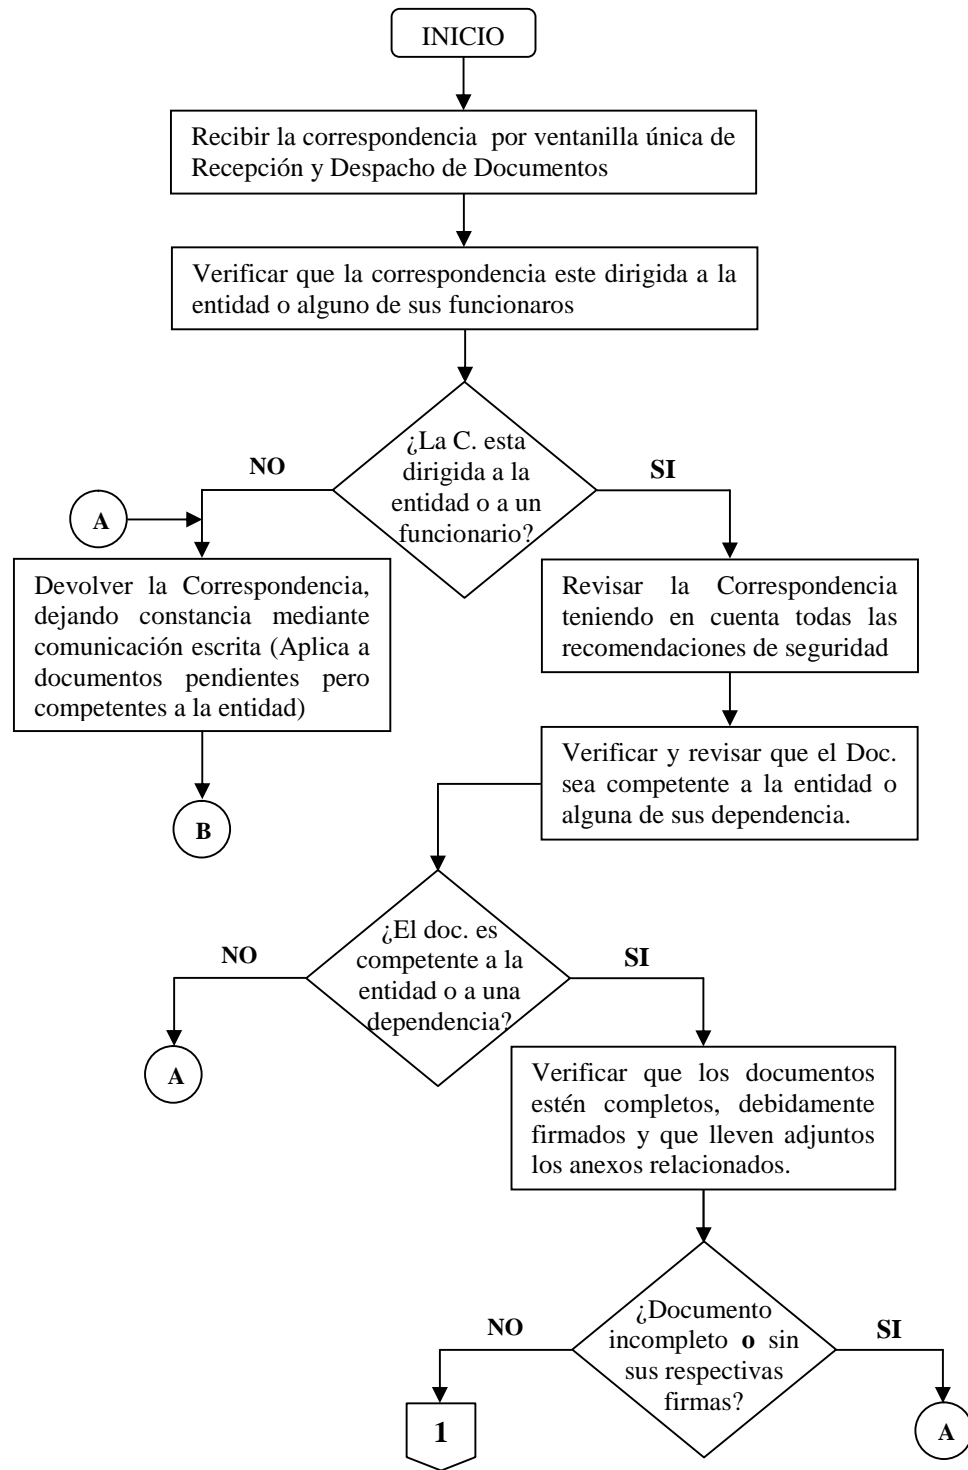 INICIO
Recibir la correspondencia por ventanilla única de
Recepción y Despacho de Documentos
Verificar que la correspondencia este dirigida a la
entidad o alguno de sus funcionaros
¿La C. esta
dirigida a la
entidad o a un
funcionario?
NO
SI
A
Devolver la Correspondencia,
dejando constancia mediante
comunicación escrita (Aplica a
documentos pendientes pero
competentes a la entidad)
Revisar la Correspondencia
teniendo en cuenta todas las
recomendaciones de seguridad
Verificar y revisar que el Doc.
sea competente a la entidad o
alguna de sus dependencia.
B
¿El doc. es
competente a la
entidad o a una
dependencia?
NO
SI
A
Verificar que los documentos
estén completos, debidamente
firmados y que lleven adjuntos
los anexos relacionados.
¿Documento
incompleto o sin
sus respectivas
firmas?
NO
SI
1
A